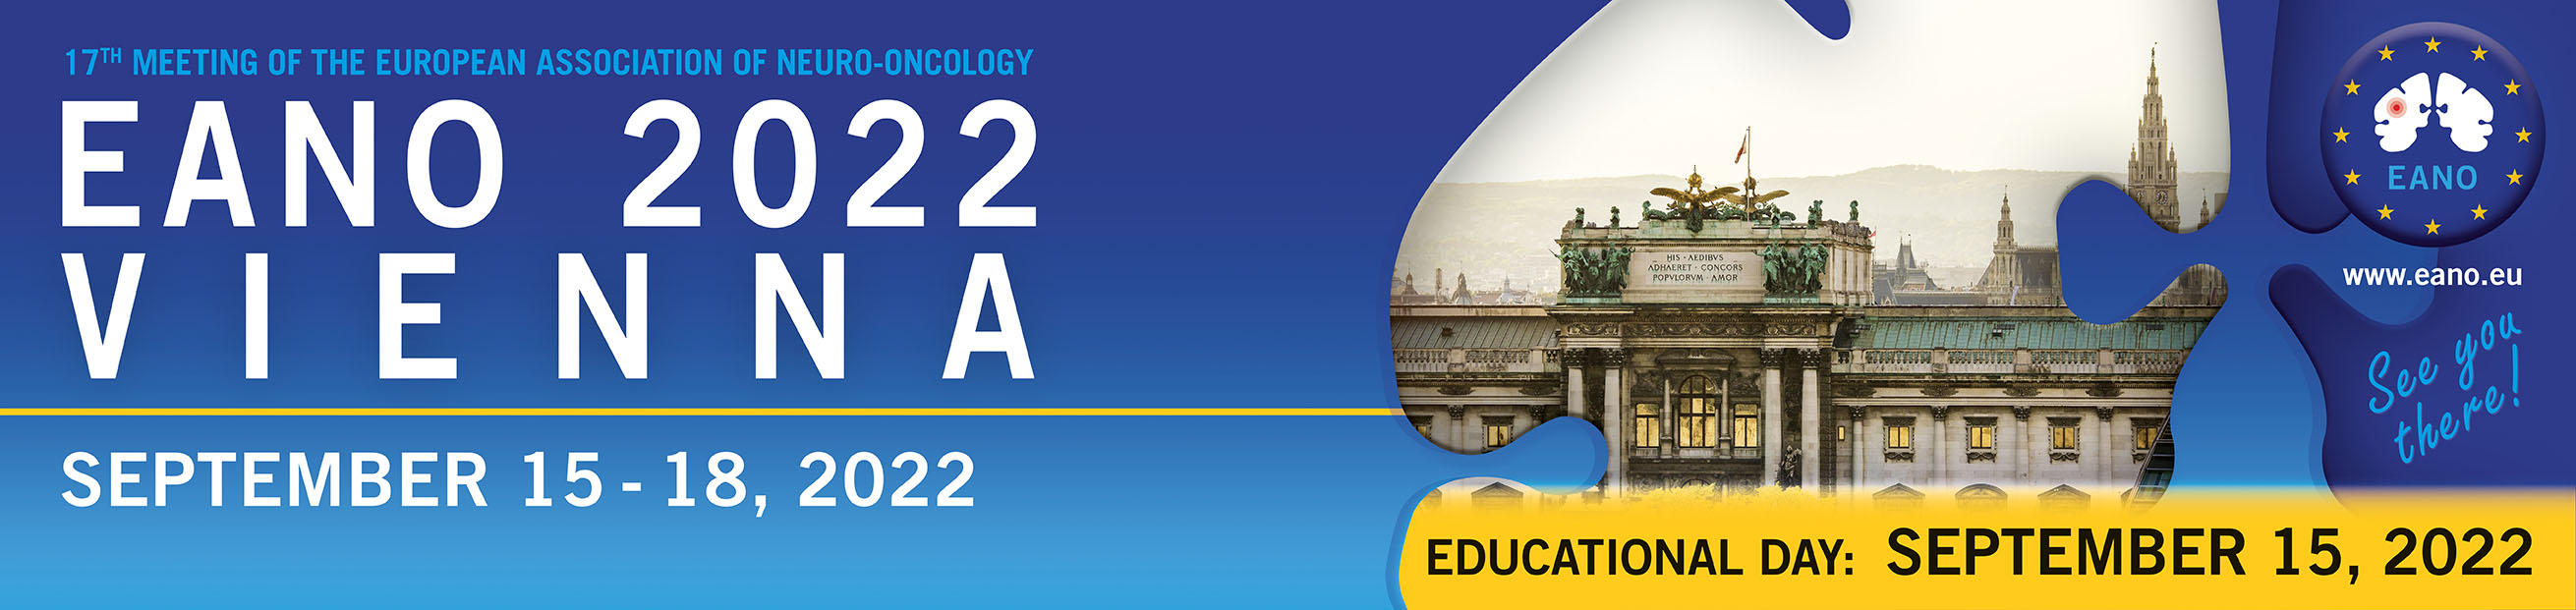 17TH MEETING OF THE EUROPEAN ASSOCIATION OF NEURO-ONCOLOGY
EANO 2022
VIENNA
SEPTEMBER 15 - 18, 2022
HIS · AEDIBVS
ADHAERET · CONCORS
POPVLORVM · AMOR
EANO
www.eano.eu
See you
there!
EDUCATIONAL DAY: SEPTEMBER 15, 2022